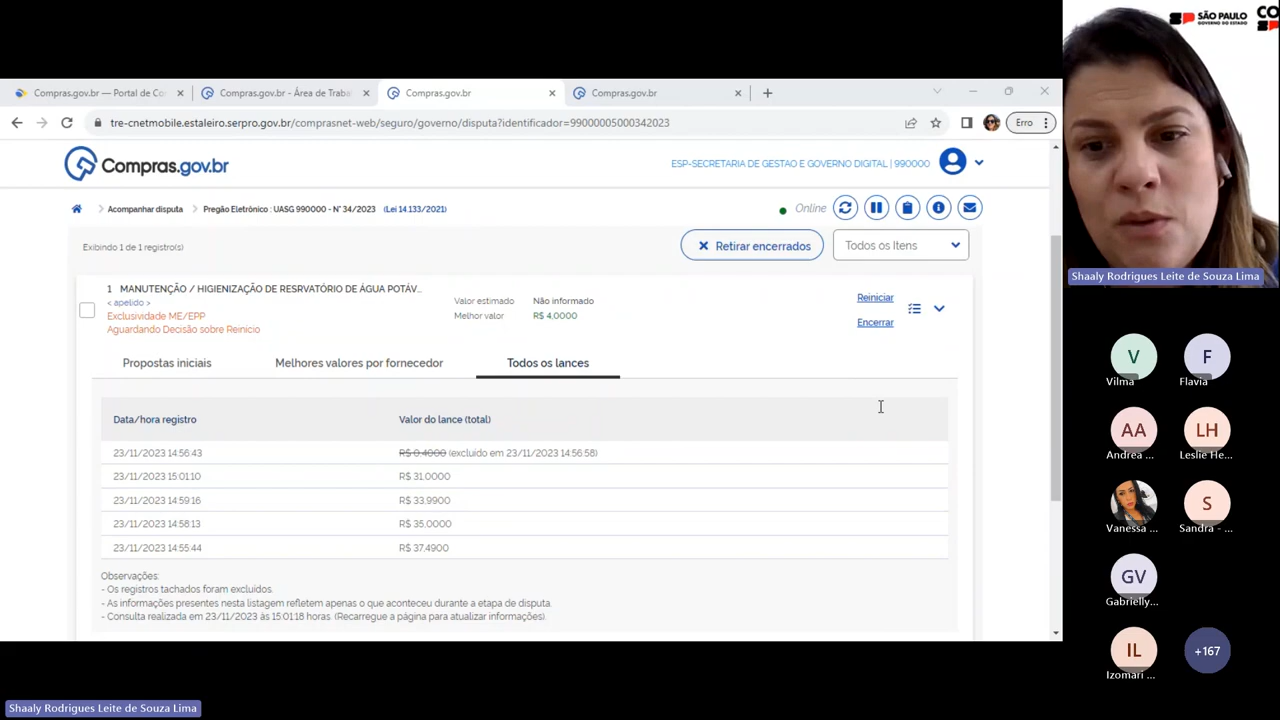 Compras.gov.br — Portal de Co
Compras.gov.br - Área de Traba
Compras.gov.br
Compras.gov.br
tre-cnetmobile.estaleiro.serpro.gov.br/comprasnet-web/seguro/governo/disputa?identificador=99000005000342023
Erro
Compras.gov.br
ESP-SECRETARIA DE GESTAO E GOVERNO DIGITAL | 990000
Acompanhar disputa
Pregão Eletrônico : UASG 990000 - N° 34/2023 (Lei 14.133/2021)
Online
Exibindo 1 de 1 registro(s)
Retirar encerrados
Todos os Itens
1 MANUTENÇÃO / HIGIENIZAÇÃO DE RESRVATÓRIO DE ÁGUA POTÁV...
< apelido >
Exclusividade ME/EPP
Aguardando Decisão sobre Reinício
Valor estimado Não informado
Melhor valor R$ 4,0000
Reiniciar
Encerrar
Propostas iniciais Melhores valores por fornecedor Todos os lances
Data/hora registro Valor do lance (total)
23/11/2023 14:56:43 R$ 0,4000 (excluído em 23/11/2023 14:56:58)
23/11/2023 15:01:10 R$ 31,0000
23/11/2023 14:59:16 R$ 33,9900
23/11/2023 14:58:13 R$ 35,0000
23/11/2023 14:55:44 R$ 37,4900
Observações:
- Os registros tachados foram excluídos.
- As informações presentes nesta listagem refletem apenas o que aconteceu durante a etapa de disputa.
- Consulta realizada em 23/11/2023 às 15:01:18 horas. (Recarregue a página para atualizar informações).
Shaaly Rodrigues Leite de Souza Lima
SÃO PAULO
GOVERNO DO ESTADO
CO
SP
Shaaly Rodrigues Leite de Souza Lima
V
Vilma
F
Flavia
AA
Andrea ...
LH
Leslie He...
Vanessa ...
S
Sandra - ...
GV
Gabrielly...
IL
Izomari ...
+167